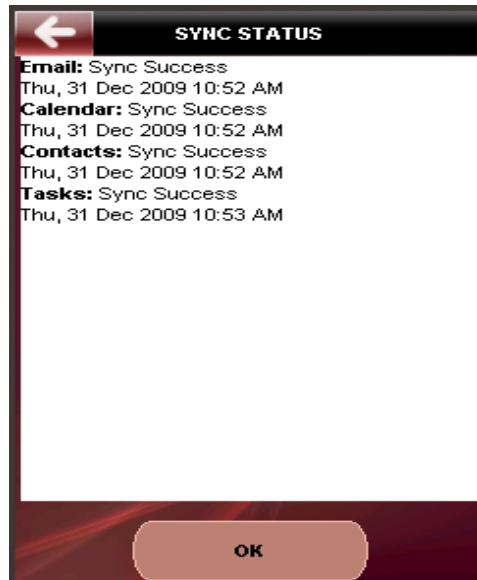 SYNC STATUS
Email: Sync Success
Thu, 31 Dec 2009 10:52 AM
Calendar: Sync Success
Thu, 31 Dec 2009 10:52 AM
Contacts: Sync Success
Thu, 31 Dec 2009 10:52 AM
Tasks: Sync Success
Thu, 31 Dec 2009 10:53 AM
OK